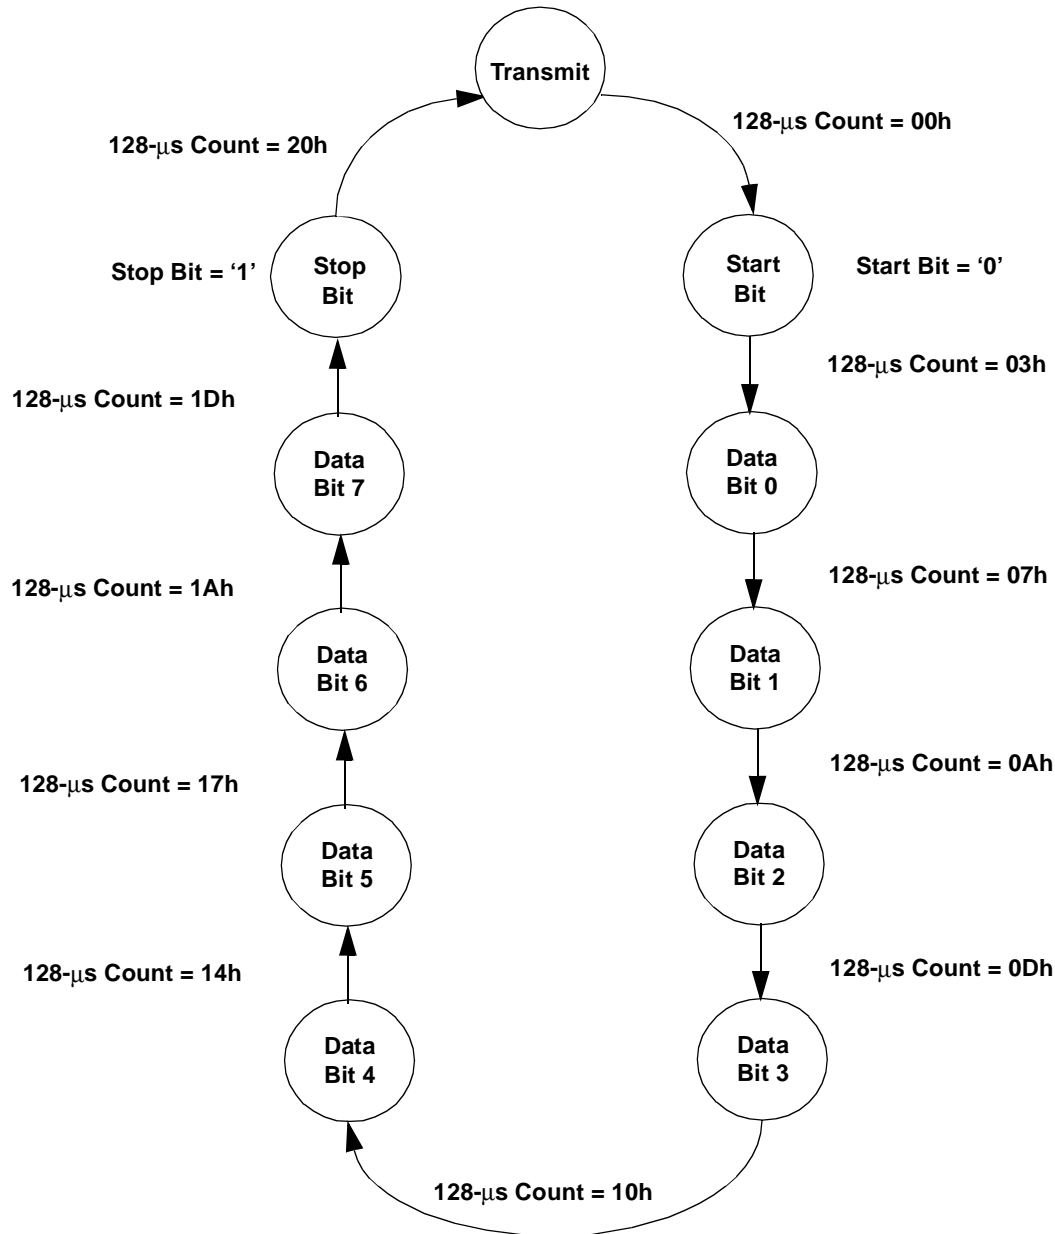 Transmit
128-μs Count = 20h
128-μs Count = 00h
Stop Bit = ‘1’
Stop
Bit
Start
Bit
Start Bit = ‘0’
128-μs Count = 1Dh
128-μs Count = 03h
Data
Bit 7
Data
Bit 0
128-μs Count = 1Ah
128-μs Count = 07h
Data
Bit 6
Data
Bit 1
128-μs Count = 17h
128-μs Count = 0Ah
Data
Bit 5
Data
Bit 2
128-μs Count = 14h
128-μs Count = 0Dh
Data
Bit 4
Data
Bit 3
128-μs Count = 10h